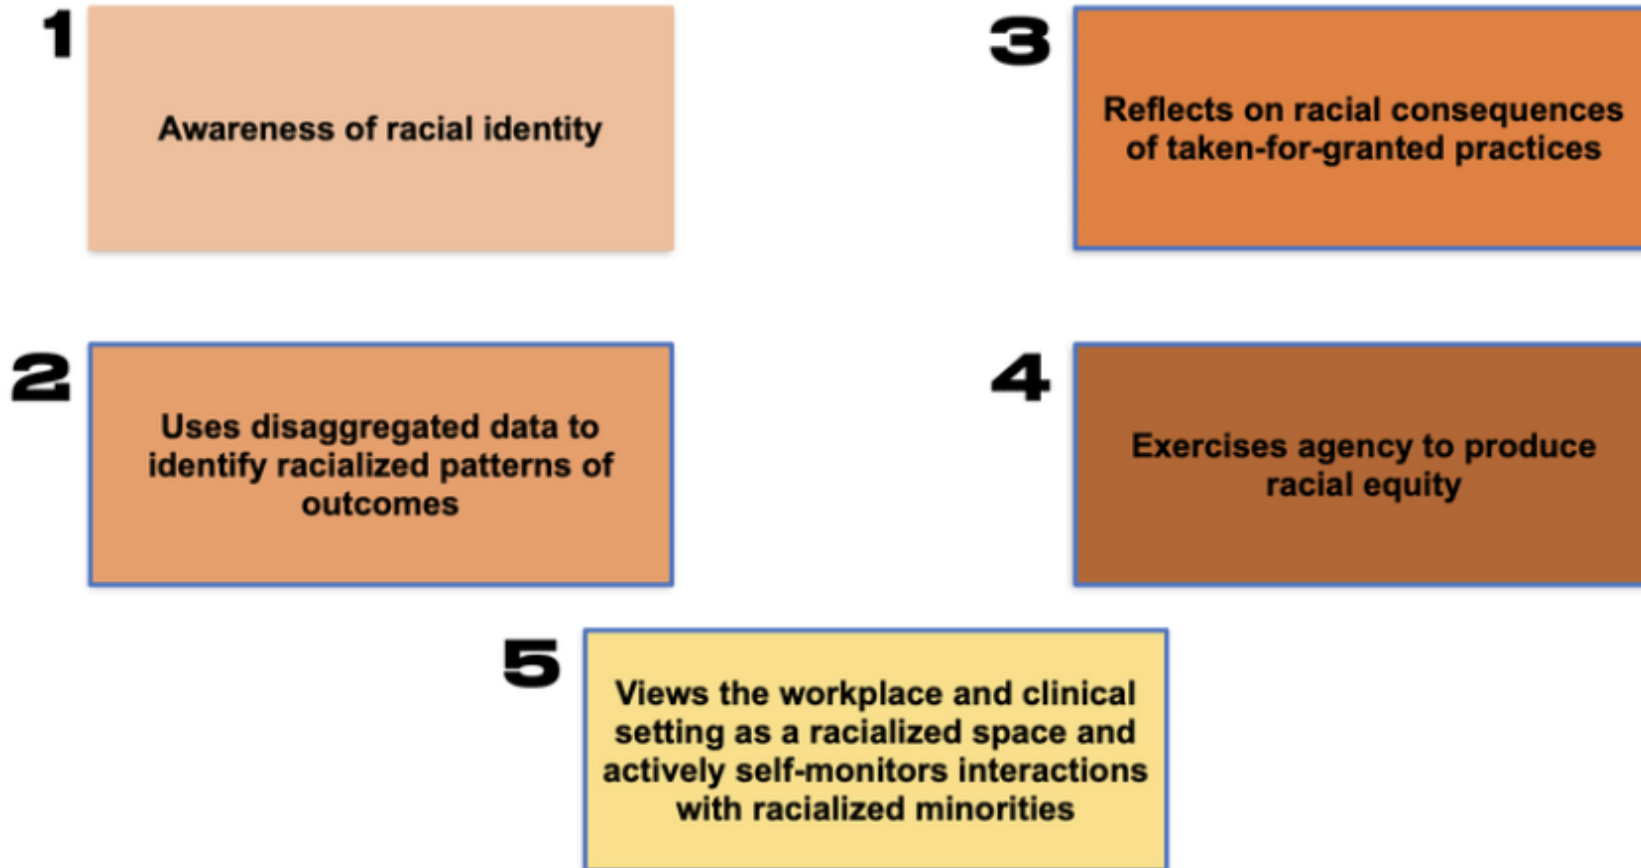 1
Awareness of racial identity
2
Uses disaggregated data to
identify racialized patterns of
outcomes
3
Reflects on racial consequences
of taken-for-granted practices
4
Exercises agency to produce
racial equity
5
Views the workplace and clinical
setting as a racialized space and
actively self-monitors interactions
with racialized minorities